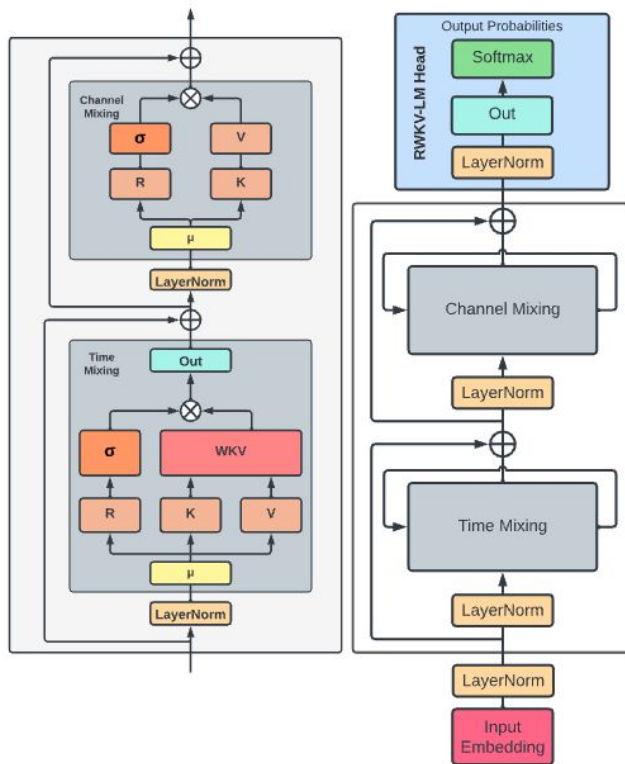 Channel
Mixing
σ
V
R
K
μ
LayerNorm
Time
Mixing
Out
σ
WKV
R
K
V
μ
LayerNorm
Output Probabilities
RWKV-LM Head
Softmax
Out
LayerNorm
Channel Mixing
LayerNorm
Time Mixing
LayerNorm
LayerNorm
Input
Embedding